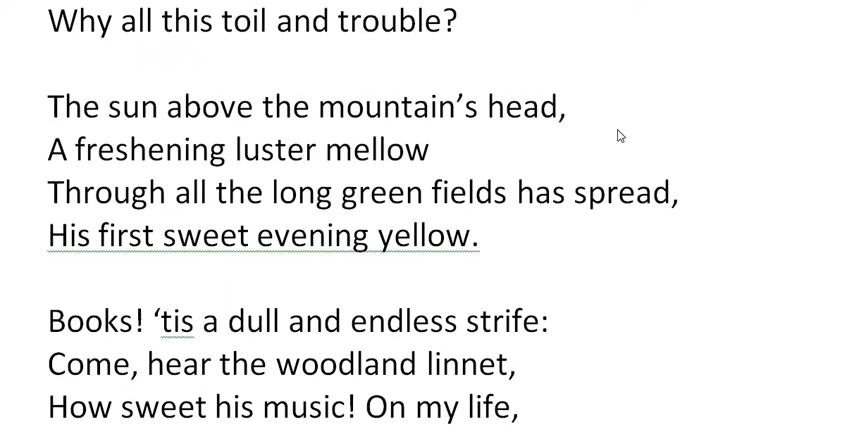 Why all this toil and trouble?
The sun above the mountain’s head,
A freshening luster mellow
Through all the long green fields has spread,
His first sweet evening yellow.
Books! ‘tis a dull and endless strife:
Come, hear the woodland linnet,
How sweet his music! On my life,